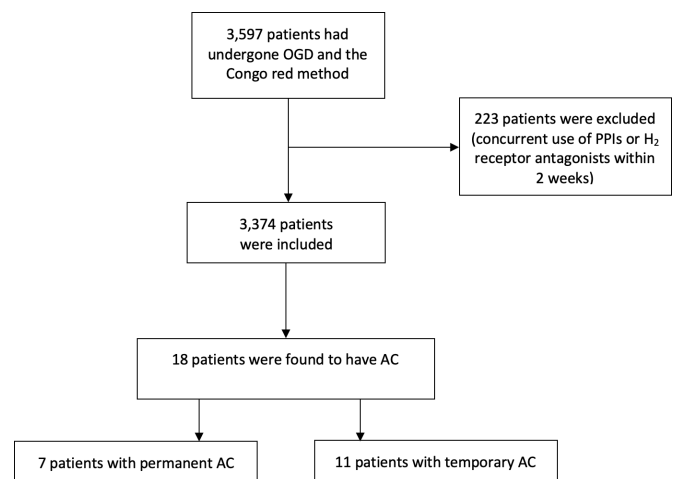 3,597 patients had
undergone OGD and the
Congo red method
223 patients were excluded
(concurrent use of PPIs or H₂
receptor antagonists within
2 weeks)
3,374 patients
were included
18 patients were found to have AC
7 patients with permanent AC
11 patients with temporary AC